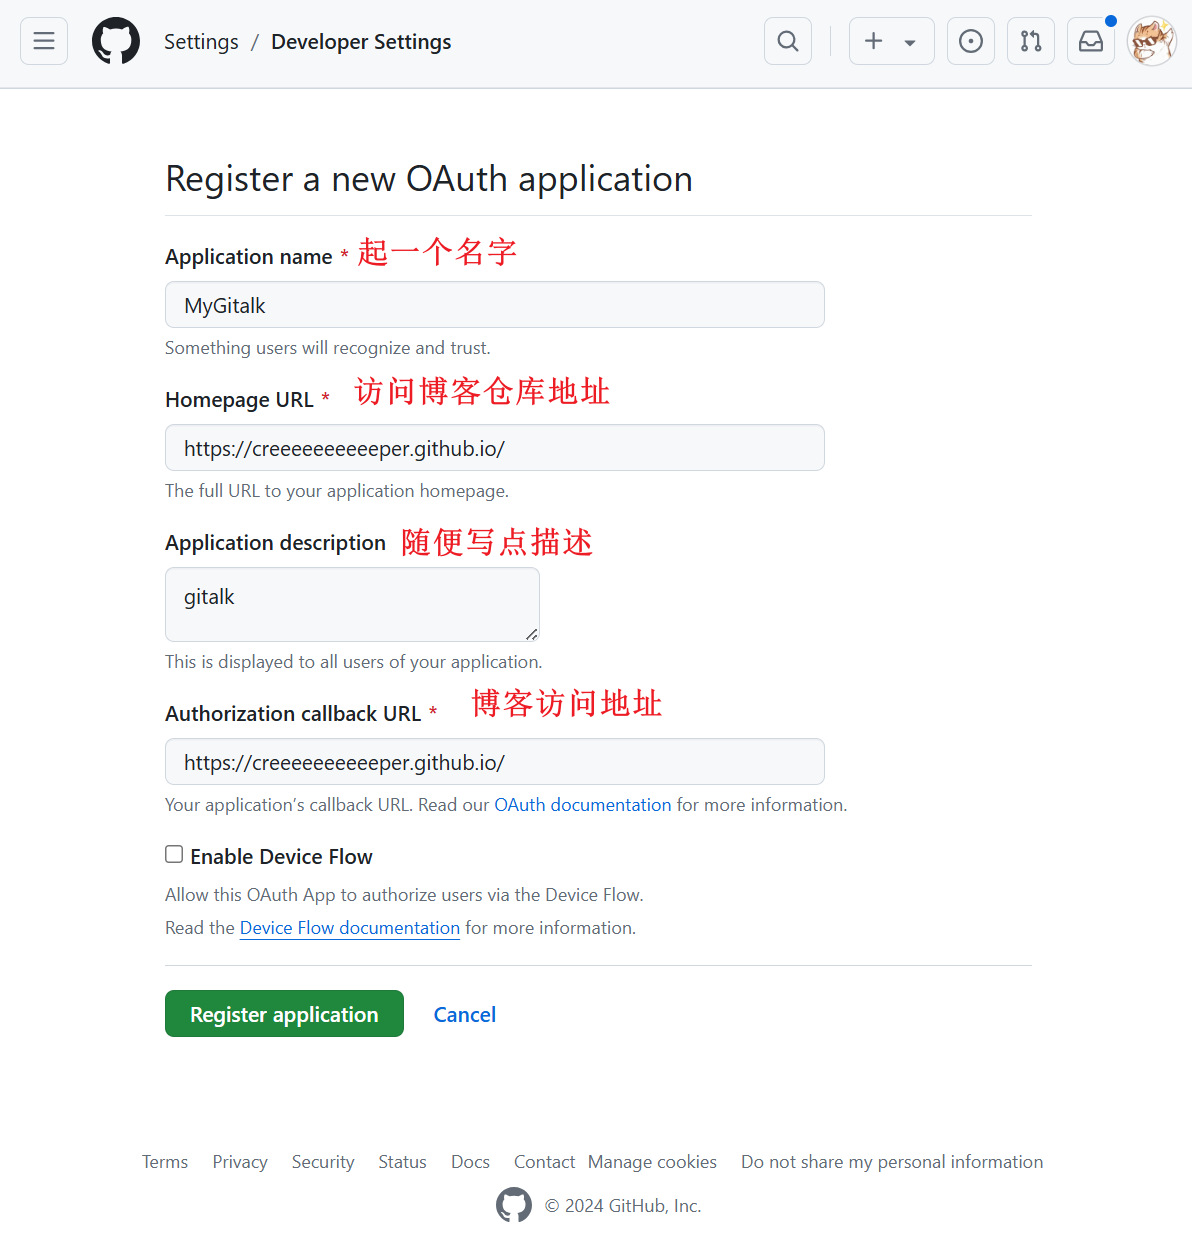 Settings / Developer Settings
Register a new OAuth application
Application name * 起一个名字
MyGitalk
Something users will recognize and trust.
Homepage URL * 访问博客仓库地址
https://creeeeeeeeeeper.github.io/
The full URL to your application homepage.
Application description 随便写点描述
gitalk
This is displayed to all users of your application.
Authorization callback URL * 博客访问地址
https://creeeeeeeeeeper.github.io/
Your application’s callback URL. Read our OAuth documentation for more information.
Enable Device Flow
Allow this OAuth App to authorize users via the Device Flow.
Read the Device Flow documentation for more information.
Register application Cancel
Terms Privacy Security Status Docs Contact Manage cookies Do not share my personal information
© 2024 GitHub, Inc.